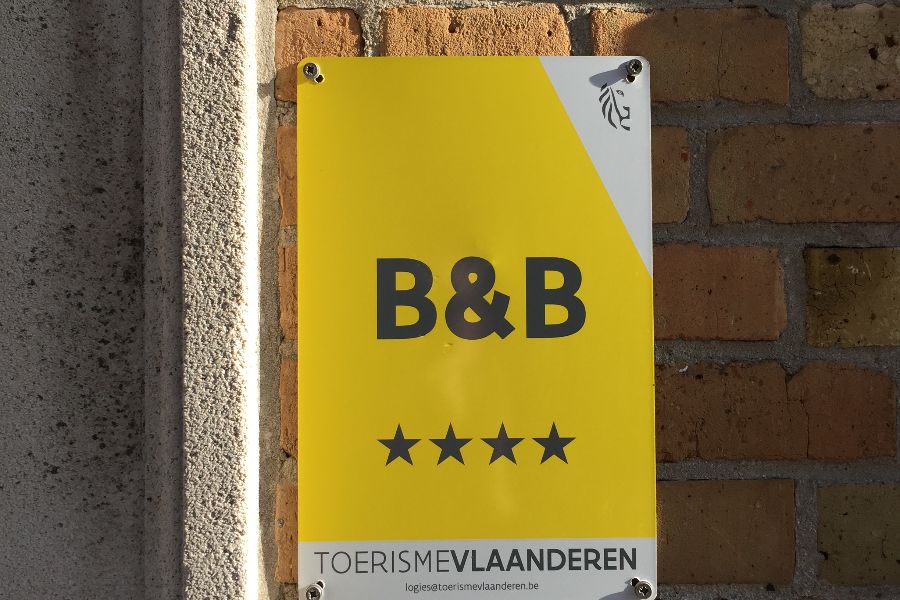 B&B
★★★★
TOERISMEVLAANDEREN
logies@toerismevlaanderen.be